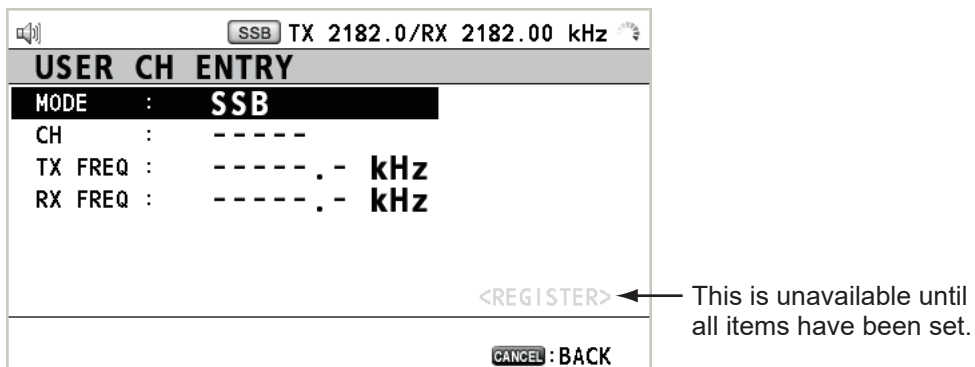 SSB TX 2182.0/RX 2182.00 kHz
USER CH ENTRY
MODE : SSB
CH : -----
TX FREQ : -----.- kHz
RX FREQ : -----.- kHz
<REGISTER>
This is unavailable until
all items have been set.
CANCEL : BACK